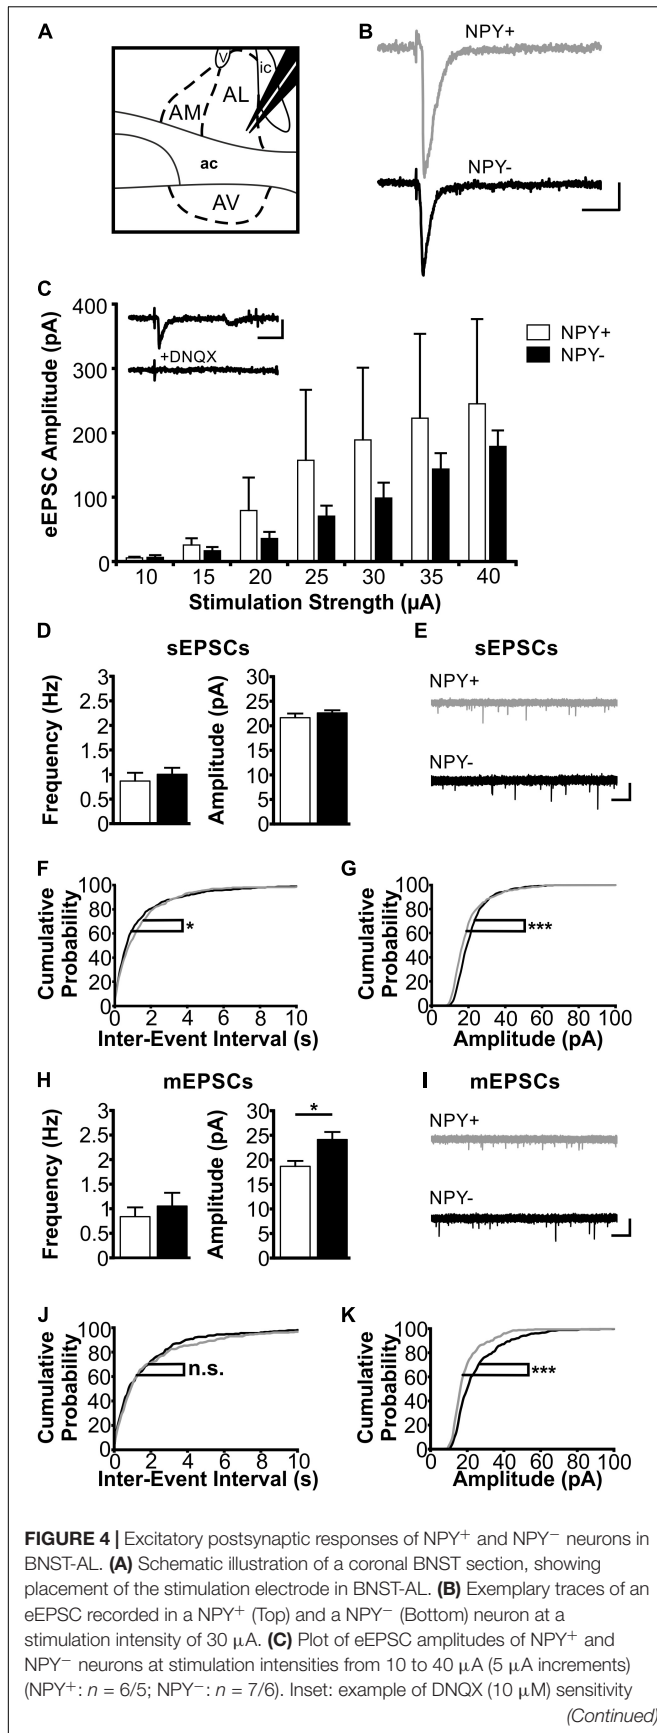 A
V
ic
AM
AL
ac
AV
B
NPY+
NPY-
C
eEPSC Amplitude (pA)
400
300
200
100
0
+DNQX
NPY+
NPY-
10 15 20 25 30 35 40
Stimulation Strength (µA)
D
sEPSCs
Frequency (Hz)
3
2.5
2
1.5
1
0.5
0
Amplitude (pA)
30
25
20
15
10
5
0
E
sEPSCs
NPY+
NPY-
F
Cumulative
Probability
100
80
60
40
20
0
*
0 2 4 6 8 10
Inter-Event Interval (s)
G
Cumulative
Probability
100
80
60
40
20
0
***
0 20 40 60 80 100
Amplitude (pA)
H
mEPSCs
Frequency (Hz)
3
2.5
2
1.5
1
0.5
0
Amplitude (pA)
30
25
20
15
10
5
0
*
I
mEPSCs
NPY+
NPY-
J
Cumulative
Probability
100
80
60
40
20
0
n.s.
0 2 4 6 8 10
Inter-Event Interval (s)
K
Cumulative
Probability
100
80
60
40
20
0
***
0 20 40 60 80 100
Amplitude (pA)
FIGURE 4 | Excitatory postsynaptic responses of NPY⁺ and NPY⁻ neurons in
BNST-AL. (A) Schematic illustration of a coronal BNST section, showing
placement of the stimulation electrode in BNST-AL. (B) Exemplary traces of an
eEPSC recorded in a NPY⁺ (Top) and a NPY⁻ (Bottom) neuron at a
stimulation intensity of 30 µA. (C) Plot of eEPSC amplitudes of NPY⁺ and
NPY⁻ neurons at stimulation intensities from 10 to 40 µA (5 µA increments)
(NPY⁺: n = 6/5; NPY⁻: n = 7/6). Inset: example of DNQX (10 µM) sensitivity
(Continued)